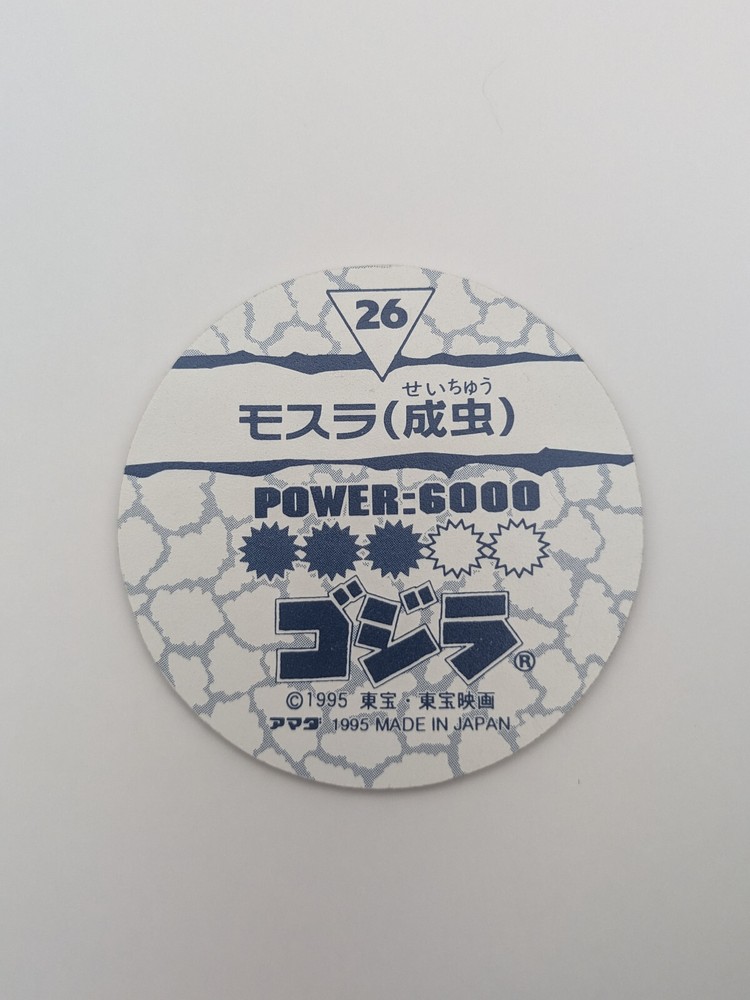 26
せいちゅう
モスラ(成虫)
POWER:6000
ゴジラ®
©1995 東宝・東宝映画
アマダ 1995 MADE IN JAPAN